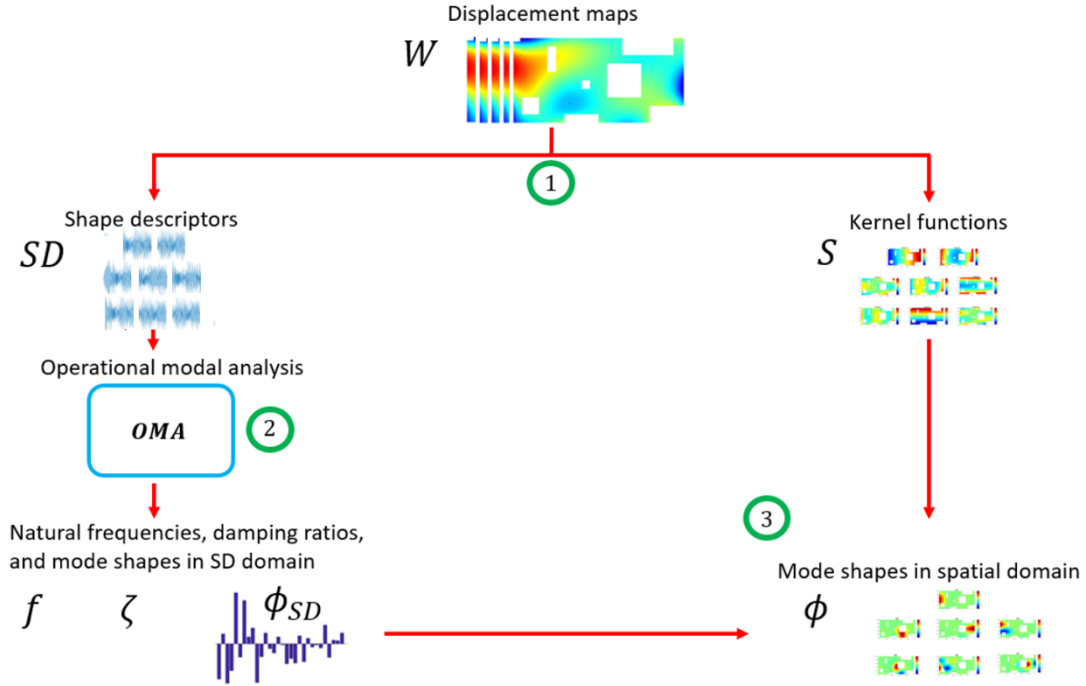 Displacement maps
W
1
Shape descriptors
SD
Kernel functions
S
Operational modal analysis
OMA
2
Natural frequencies, damping ratios,
and mode shapes in SD domain
f ζ ϕSD
3
Mode shapes in spatial domain
ϕ